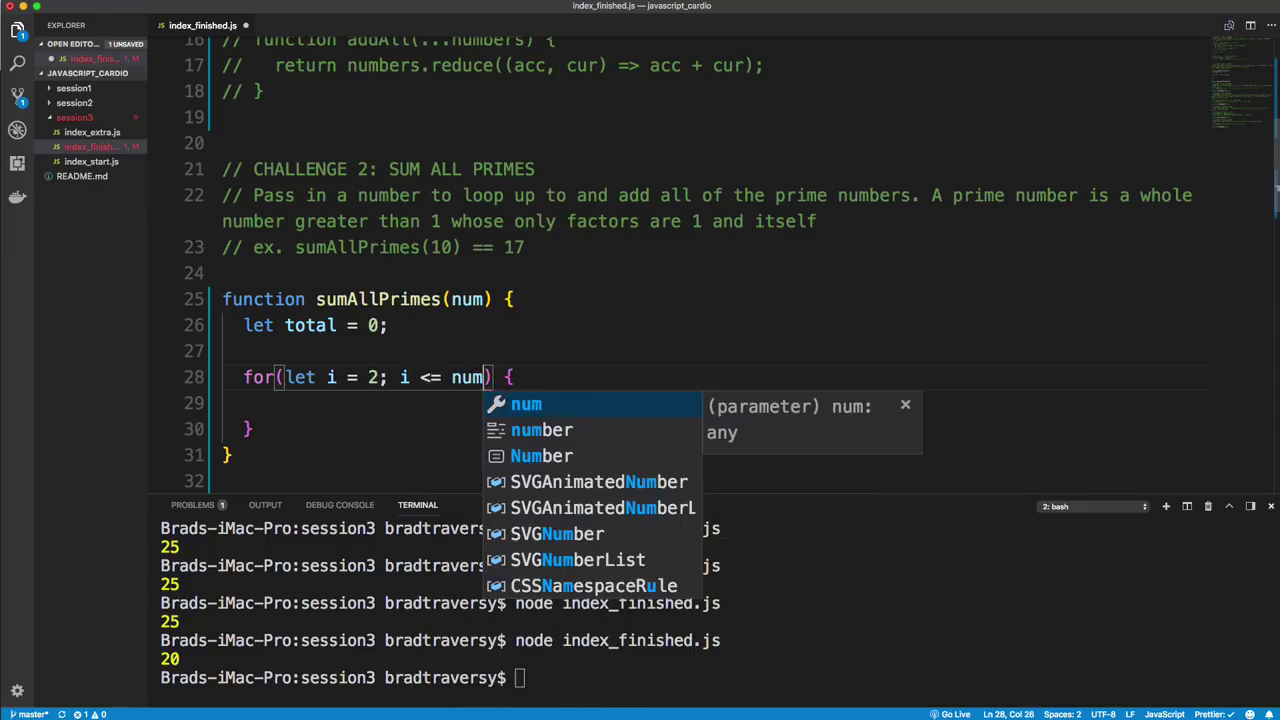 index_finished.js — javascript_cardio
EXPLORER
index_finished.js
OPEN EDITO... 1 UNSAVED
index_finis... 1, M
JAVASCRIPT_CARDIO
session1
session2
session3
index_extra.js
index_finish... 1, M
index_start.js
README.md
16 // function addAll(...numbers) {
17 //   return numbers.reduce((acc, cur) => acc + cur);
18 // }
19
20
21 // CHALLENGE 2: SUM ALL PRIMES
22 // Pass in a number to loop up to and add all of the prime numbers. A prime number is a whole
number greater than 1 whose only factors are 1 and itself
23 // ex. sumAllPrimes(10) == 17
24
25 function sumAllPrimes(num) {
26   let total = 0;
27
28   for(let i = 2; i <= num) {
29
30   }
31 }
32
num
number
Number
SVGAnimatedNumber
SVGAnimatedNumberL
SVGNumber
SVGNumberList
CSSNamespaceRule
(parameter) num:
any
PROBLEMS 1 OUTPUT DEBUG CONSOLE TERMINAL 2: bash
Brads-iMac-Pro:session3 bradtraversy$ js
25
Brads-iMac-Pro:session3 bradtraversy$ js
25
Brads-iMac-Pro:session3 bradtraversy$ node index_finished.js
25
Brads-iMac-Pro:session3 bradtraversy$ node index_finished.js
20
Brads-iMac-Pro:session3 bradtraversy$
master* 1 0 Go Live Ln 28, Col 26 Spaces: 2 UTF-8 LF JavaScript Prettier: ✓